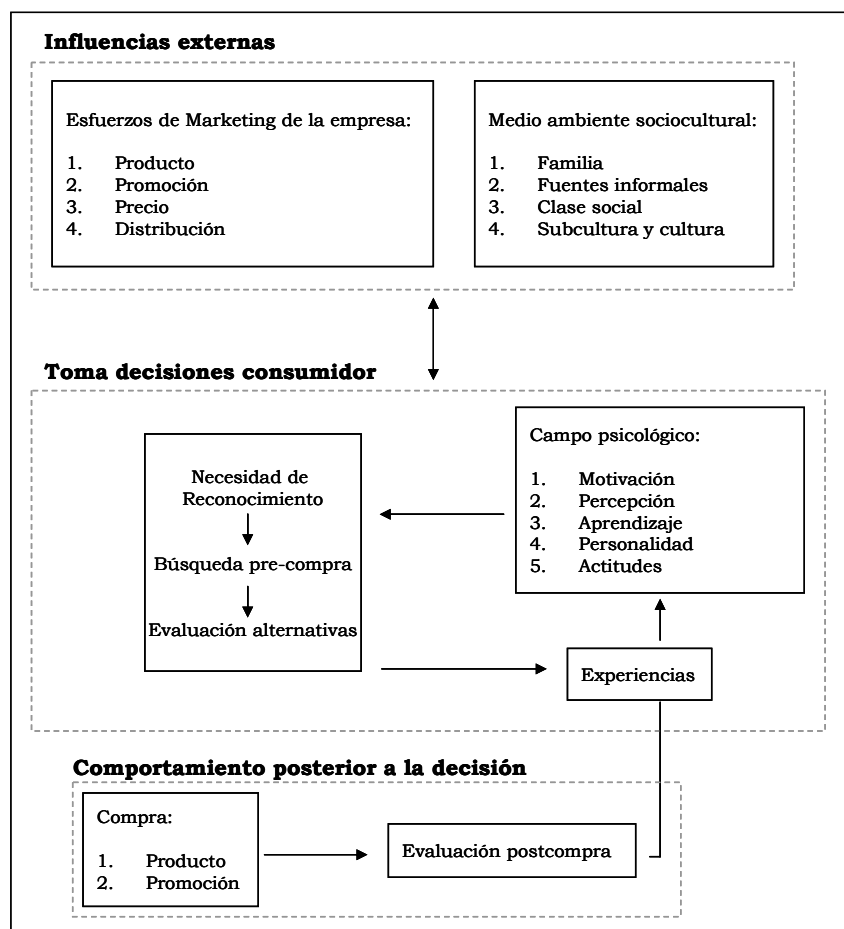 Influencias externas
Esfuerzos de Marketing de la empresa:
1. Producto
2. Promoción
3. Precio
4. Distribución
Medio ambiente sociocultural:
1. Familia
2. Fuentes informales
3. Clase social
4. Subcultura y cultura
Toma decisiones consumidor
Necesidad de
Reconocimiento
Búsqueda pre-compra
Evaluación alternativas
Campo psicológico:
1. Motivación
2. Percepción
3. Aprendizaje
4. Personalidad
5. Actitudes
Experiencias
Comportamiento posterior a la decisión
Compra:
1. Producto
2. Promoción
Evaluación postcompra